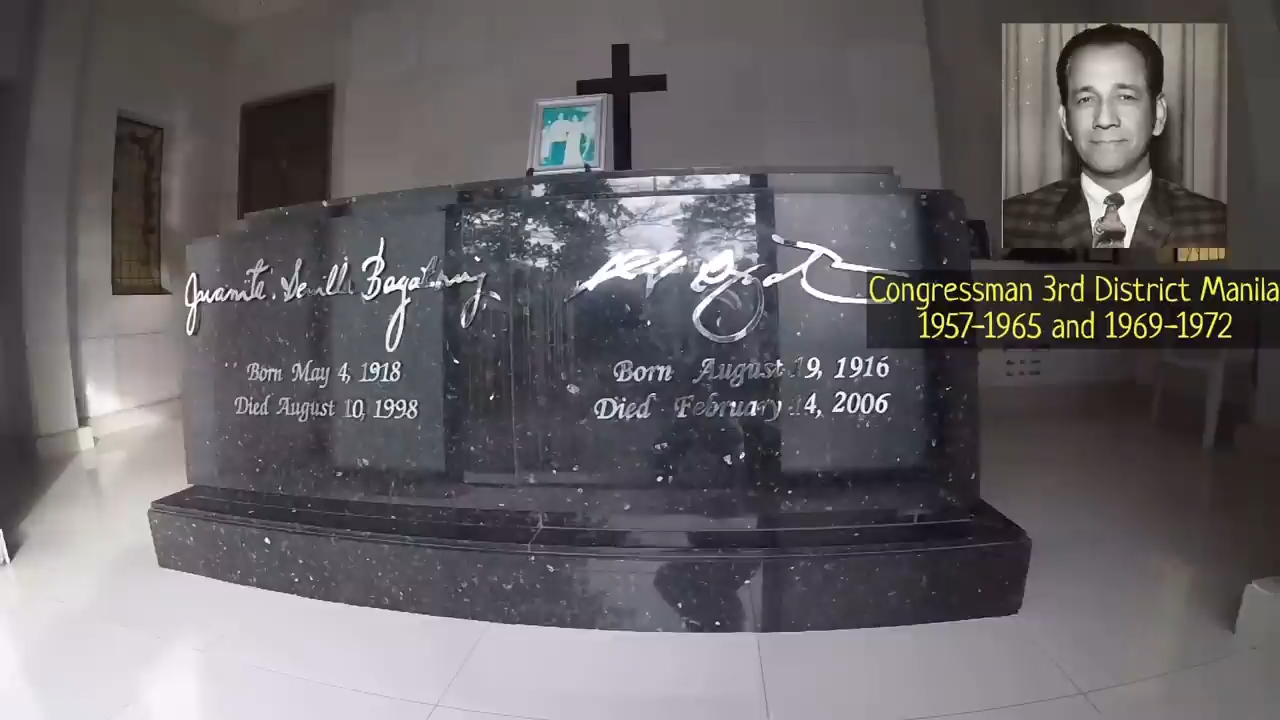 Congressman 3rd District Manila
1957-1965 and 1969-1972
Juanita Sevilla Bagatsing
Born May 4, 1918
Died August 10, 1998
Born August 19, 1916
Died February 14, 2006